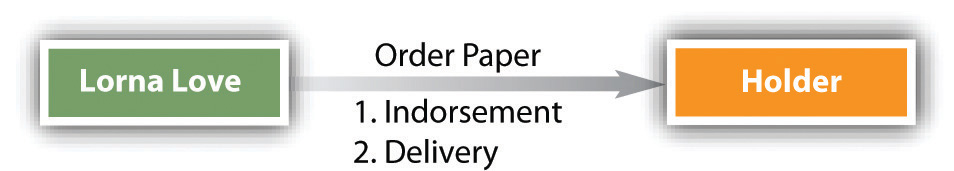 Lorna Love
Order Paper
1. Indorsement
2. Delivery
Holder